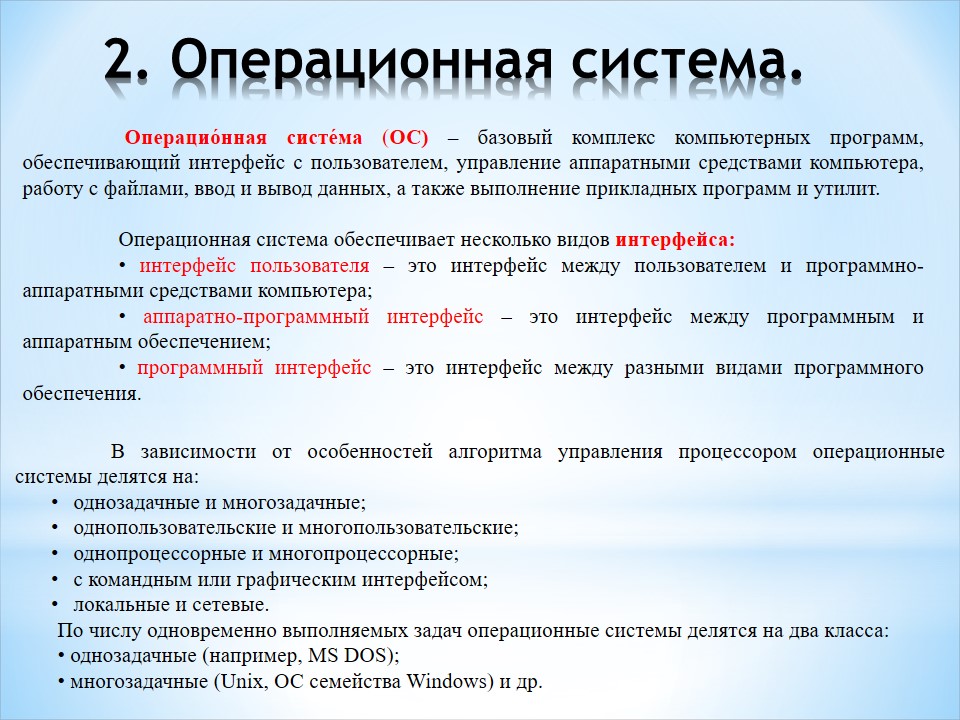 2. Операционная система.
Операцио́нная систе́ма (ОС) – базовый комплекс компьютерных программ,
обеспечивающий интерфейс с пользователем, управление аппаратными средствами компьютера,
работу с файлами, ввод и вывод данных, а также выполнение прикладных программ и утилит.
Операционная система обеспечивает несколько видов интерфейса:
• интерфейс пользователя – это интерфейс между пользователем и программно-
аппаратными средствами компьютера;
• аппаратно-программный интерфейс – это интерфейс между программным и
аппаратным обеспечением;
• программный интерфейс – это интерфейс между разными видами программного
обеспечения.
В зависимости от особенностей алгоритма управления процессором операционные
системы делятся на:
• однозадачные и многозадачные;
• однопользовательские и многопользовательские;
• однопроцессорные и многопроцессорные;
• с командным или графическим интерфейсом;
• локальные и сетевые.
По числу одновременно выполняемых задач операционные системы делятся на два класса:
• однозадачные (например, MS DOS);
• многозадачные (Unix, ОС семейства Windows) и др.